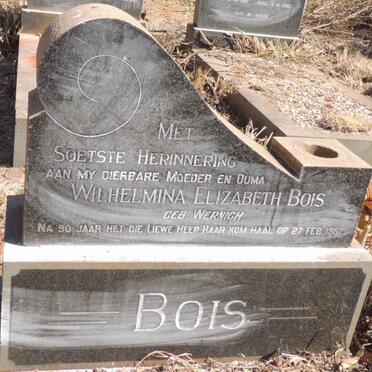 MET
SOETSTE HERINNERING
AAN MY DIERBARE MOEDER EN OUMA
WILHELMINA ELIZABETH BOIS
GEB. WERNICH
NA 90 JAAR HET DIE LIEWE HEER HAAR KOM HAAL OP 27 FEB. 1957
BOIS